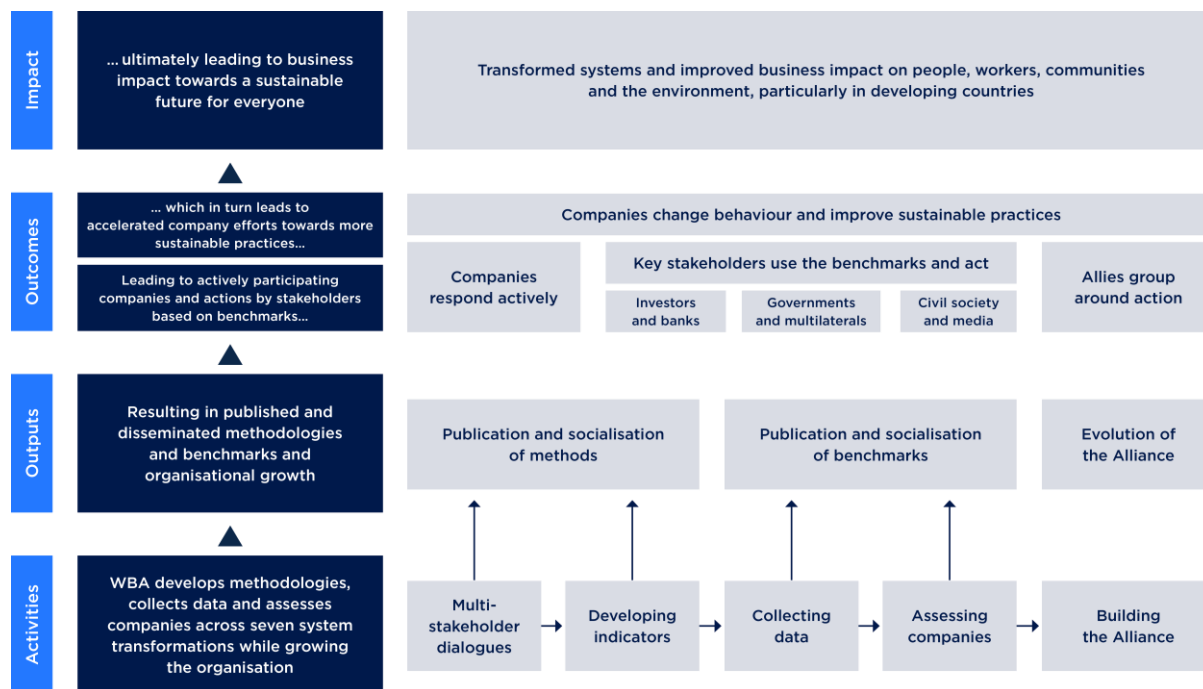 Impact
... ultimately leading to business
impact towards a sustainable
future for everyone
Transformed systems and improved business impact on people, workers, communities
and the environment, particularly in developing countries
Outcomes
... which in turn leads to
accelerated company efforts towards more
sustainable practices...
Leading to actively participating
companies and actions by stakeholders
based on benchmarks...
Companies change behaviour and improve sustainable practices
Companies
respond actively
Key stakeholders use the benchmarks and act
Investors
and banks
Governments
and multilaterals
Civil society
and media
Allies group
around action
Outputs
Resulting in published and
disseminated methodologies
and benchmarks and
organisational growth
Publication and socialisation
of methods
Publication and socialisation
of benchmarks
Evolution of
the Alliance
Activities
WBA develops methodologies,
collects data and assesses
companies across seven system
transformations while growing
the organisation
Multi-
stakeholder
dialogues
Developing
indicators
Collecting
data
Assessing
companies
Building
the Alliance